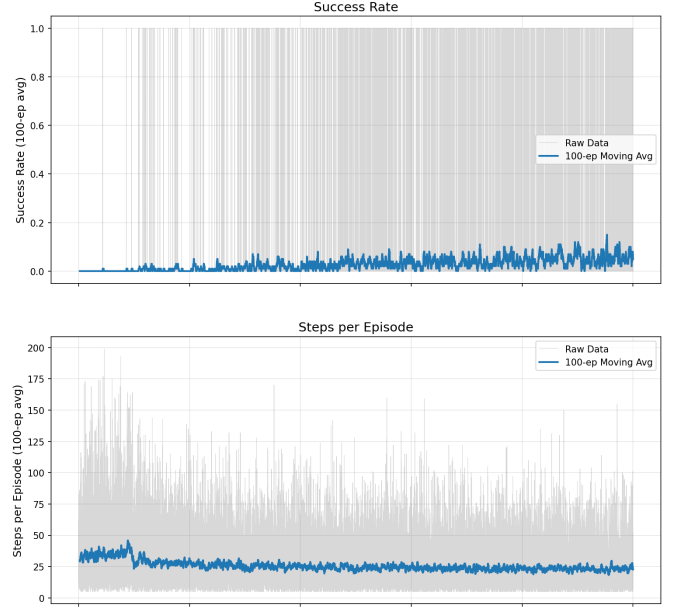 Success Rate
Success Rate (100-ep avg)
1.0
0.8
0.6
0.4
0.2
0.0
Raw Data
100-ep Moving Avg
Steps per Episode
Steps per Episode (100-ep avg)
200
175
150
125
100
75
50
25
0
Raw Data
100-ep Moving Avg